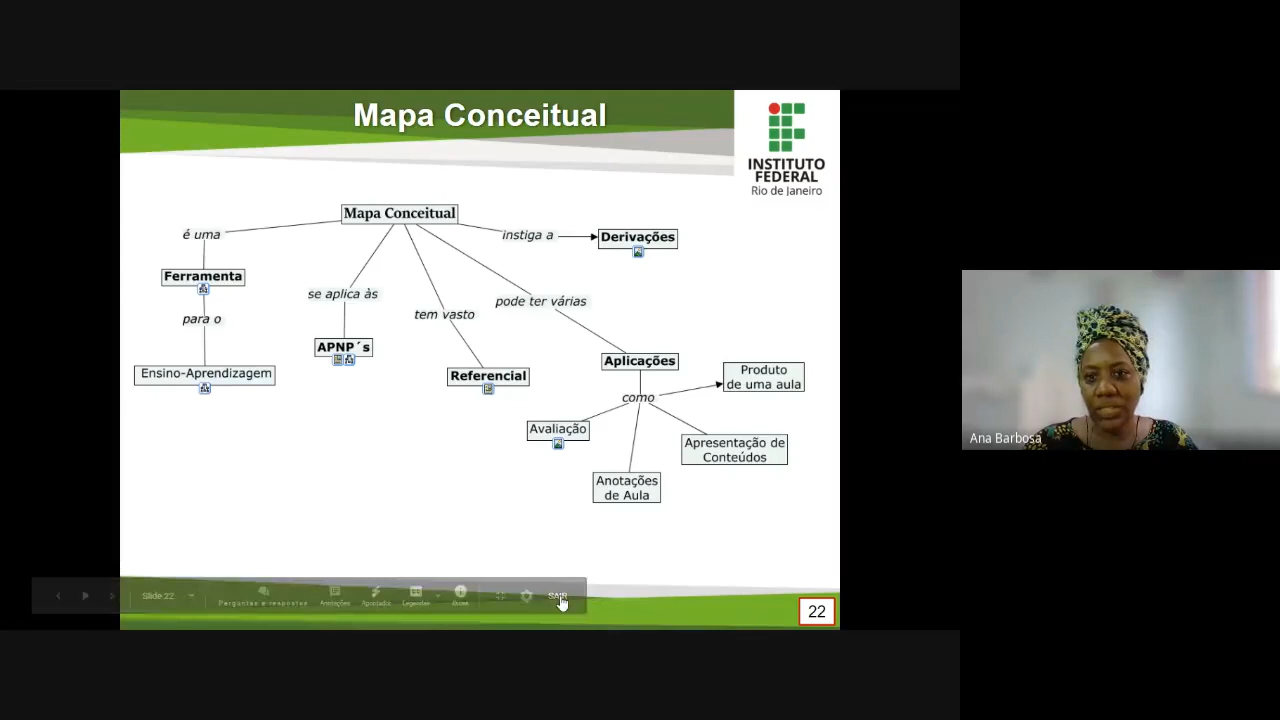 Mapa Conceitual
INSTITUTO
FEDERAL
Rio de Janeiro
Mapa Conceitual
é uma
instiga a
Derivações
Ferramenta
se aplica às
pode ter várias
para o
tem vasto
APNP´s
Aplicações
Ensino-Aprendizagem
Referencial
Produto
de uma aula
como
Avaliação
Apresentação de
Conteúdos
Anotações
de Aula
Ana Barbosa
Slide 22
Perguntas e respostas
Anotações
Apontador
Legendas
Dicas
SAIR
22